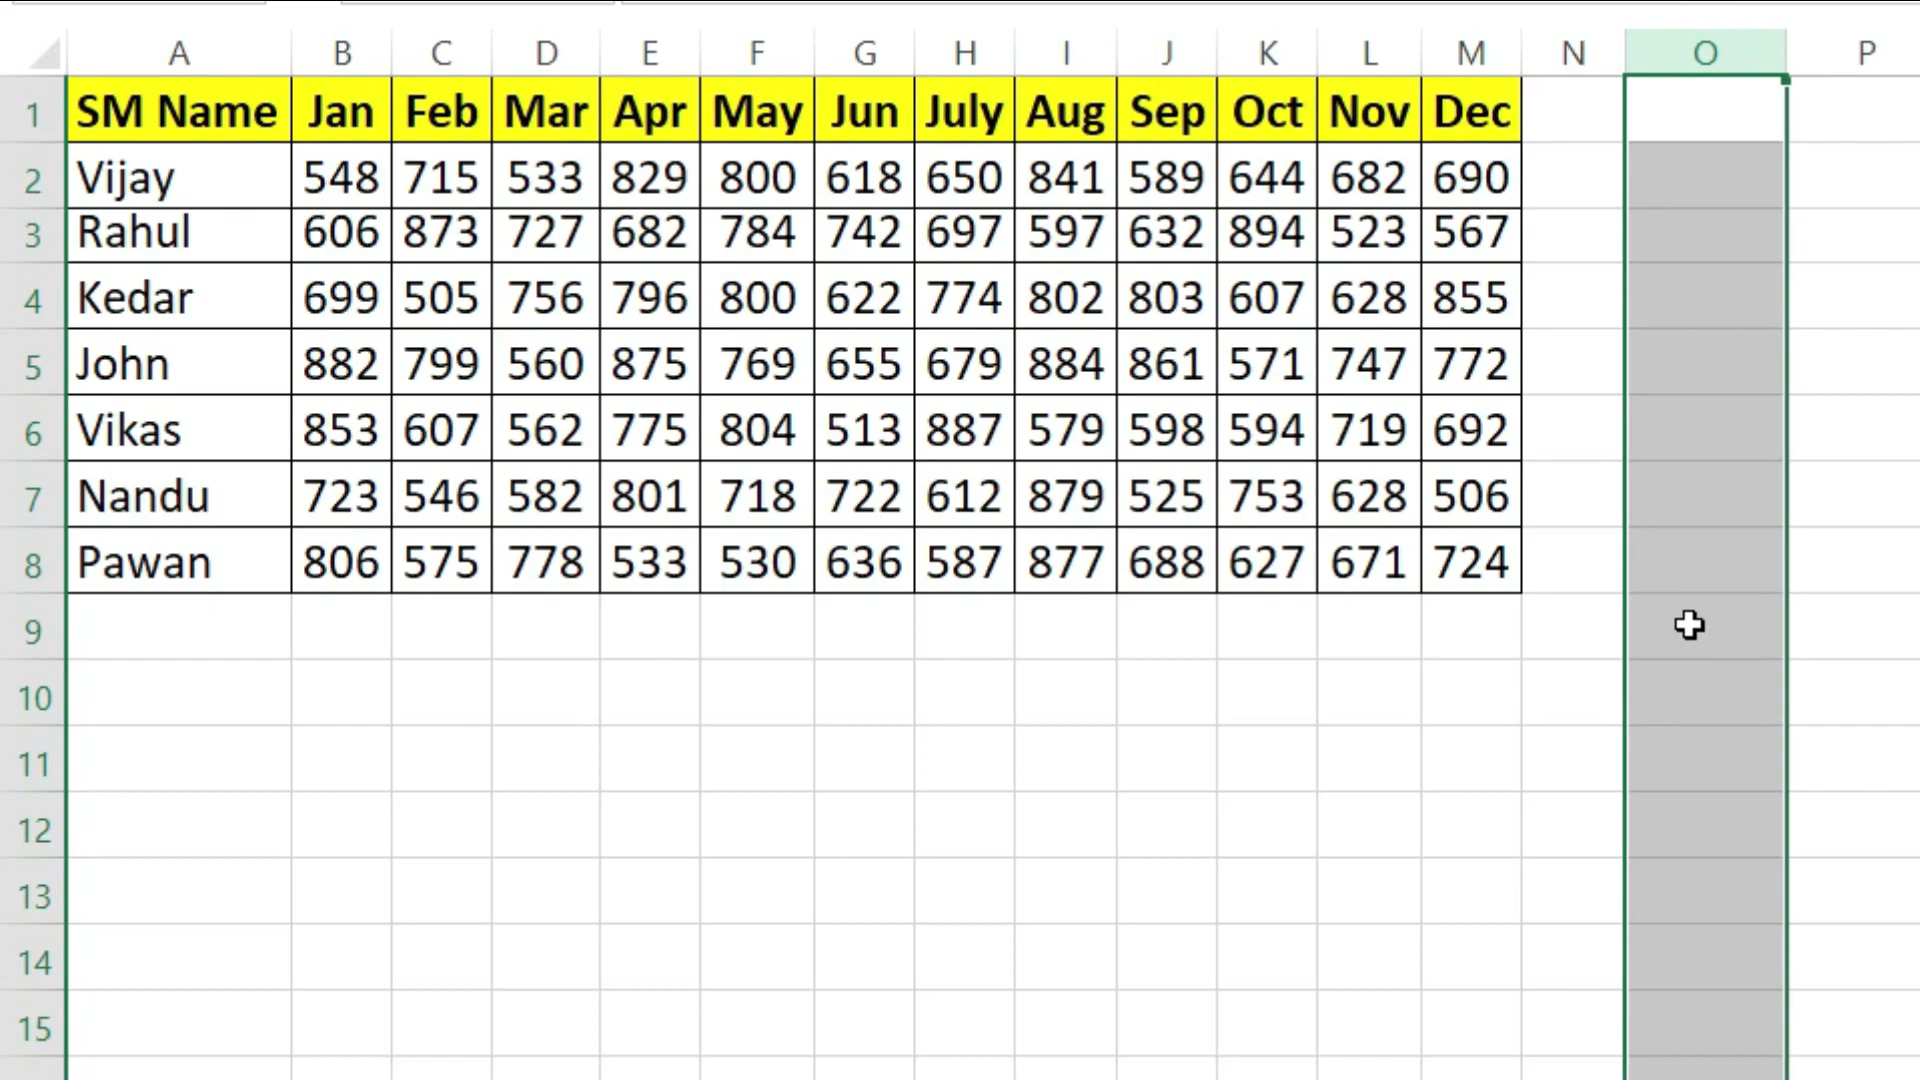 A B C D E F G H I J K L M N O P
1 SM Name Jan Feb Mar Apr May Jun July Aug Sep Oct Nov Dec
2 Vijay 548 715 533 829 800 618 650 841 589 644 682 690
3 Rahul 606 873 727 682 784 742 697 597 632 894 523 567
4 Kedar 699 505 756 796 800 622 774 802 803 607 628 855
5 John 882 799 560 875 769 655 679 884 861 571 747 772
6 Vikas 853 607 562 775 804 513 887 579 598 594 719 692
7 Nandu 723 546 582 801 718 722 612 879 525 753 628 506
8 Pawan 806 575 778 533 530 636 587 877 688 627 671 724
9
10
11
12
13
14
15